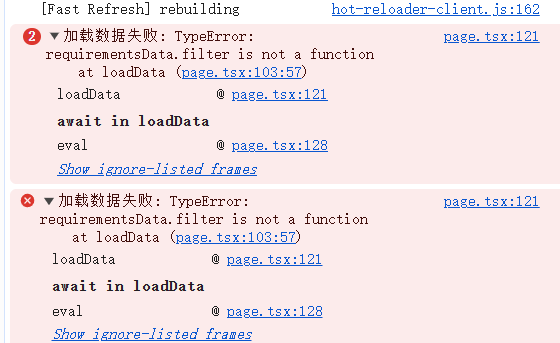 [Fast Refresh] rebuilding hot-reloader-client.js:162
2 ▼加载数据失败: TypeError: page.tsx:121
requirementsData.filter is not a function
at loadData (page.tsx:103:57)
loadData @ page.tsx:121
await in loadData
eval @ page.tsx:128
Show ignore-listed frames
▼加载数据失败: TypeError: page.tsx:121
requirementsData.filter is not a function
at loadData (page.tsx:103:57)
loadData @ page.tsx:121
await in loadData
eval @ page.tsx:128
Show ignore-listed frames